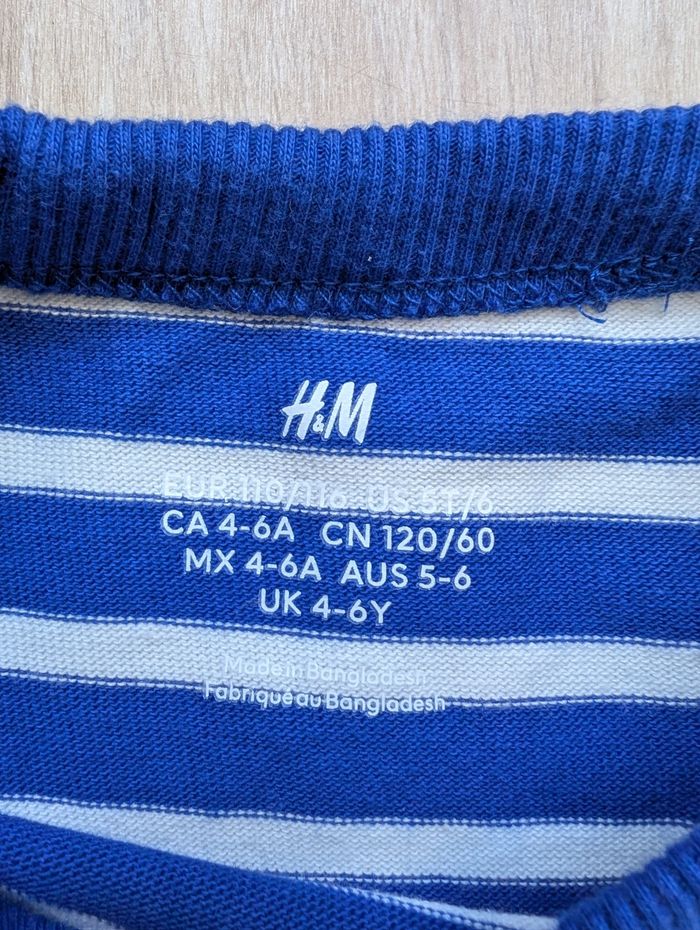 H&M
EUR 110/116 US 5T/6
CA 4-6A CN 120/60
MX 4-6A AUS 5-6
UK 4-6Y
Made in Bangladesh
Fabriqué au Bangladesh